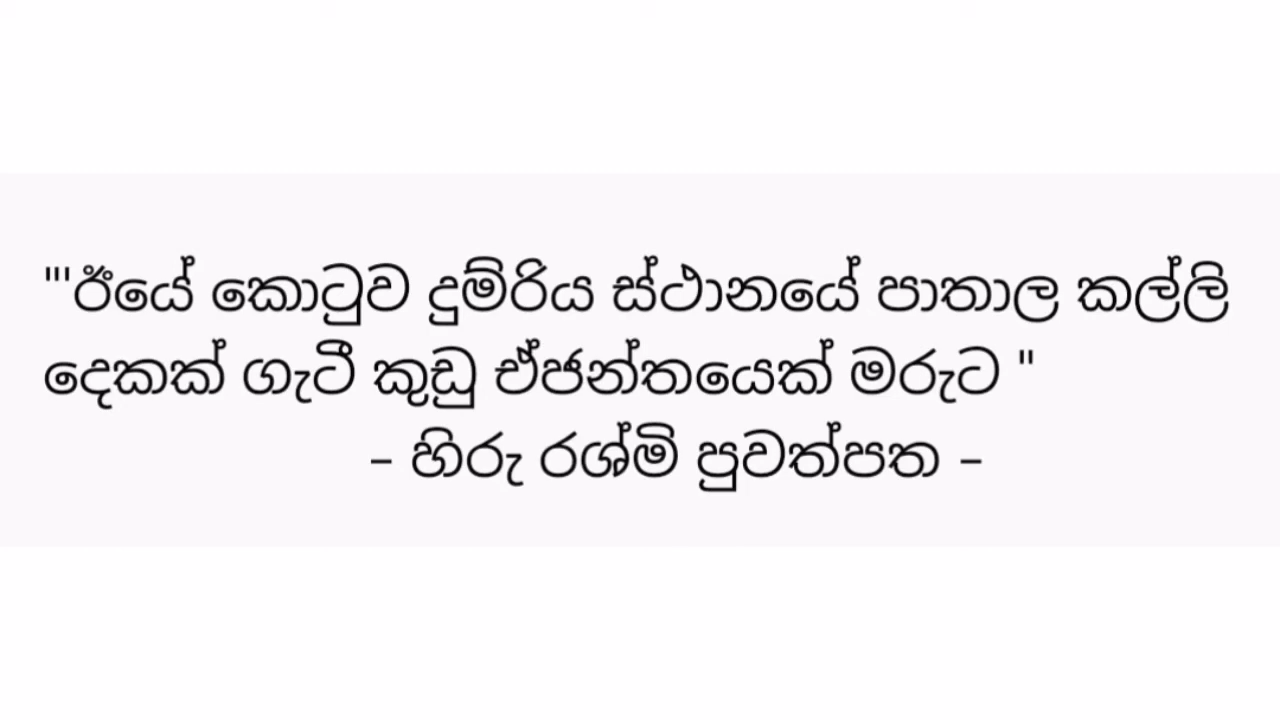 "'ඊයේ කොටුව දුම්රිය ස්ථානයේ පාතාල කල්ලි
දෙකක් ගැටී කුඩු ඒජන්තයෙක් මරුට "
– හිරු රශ්මි පුවත්පත –